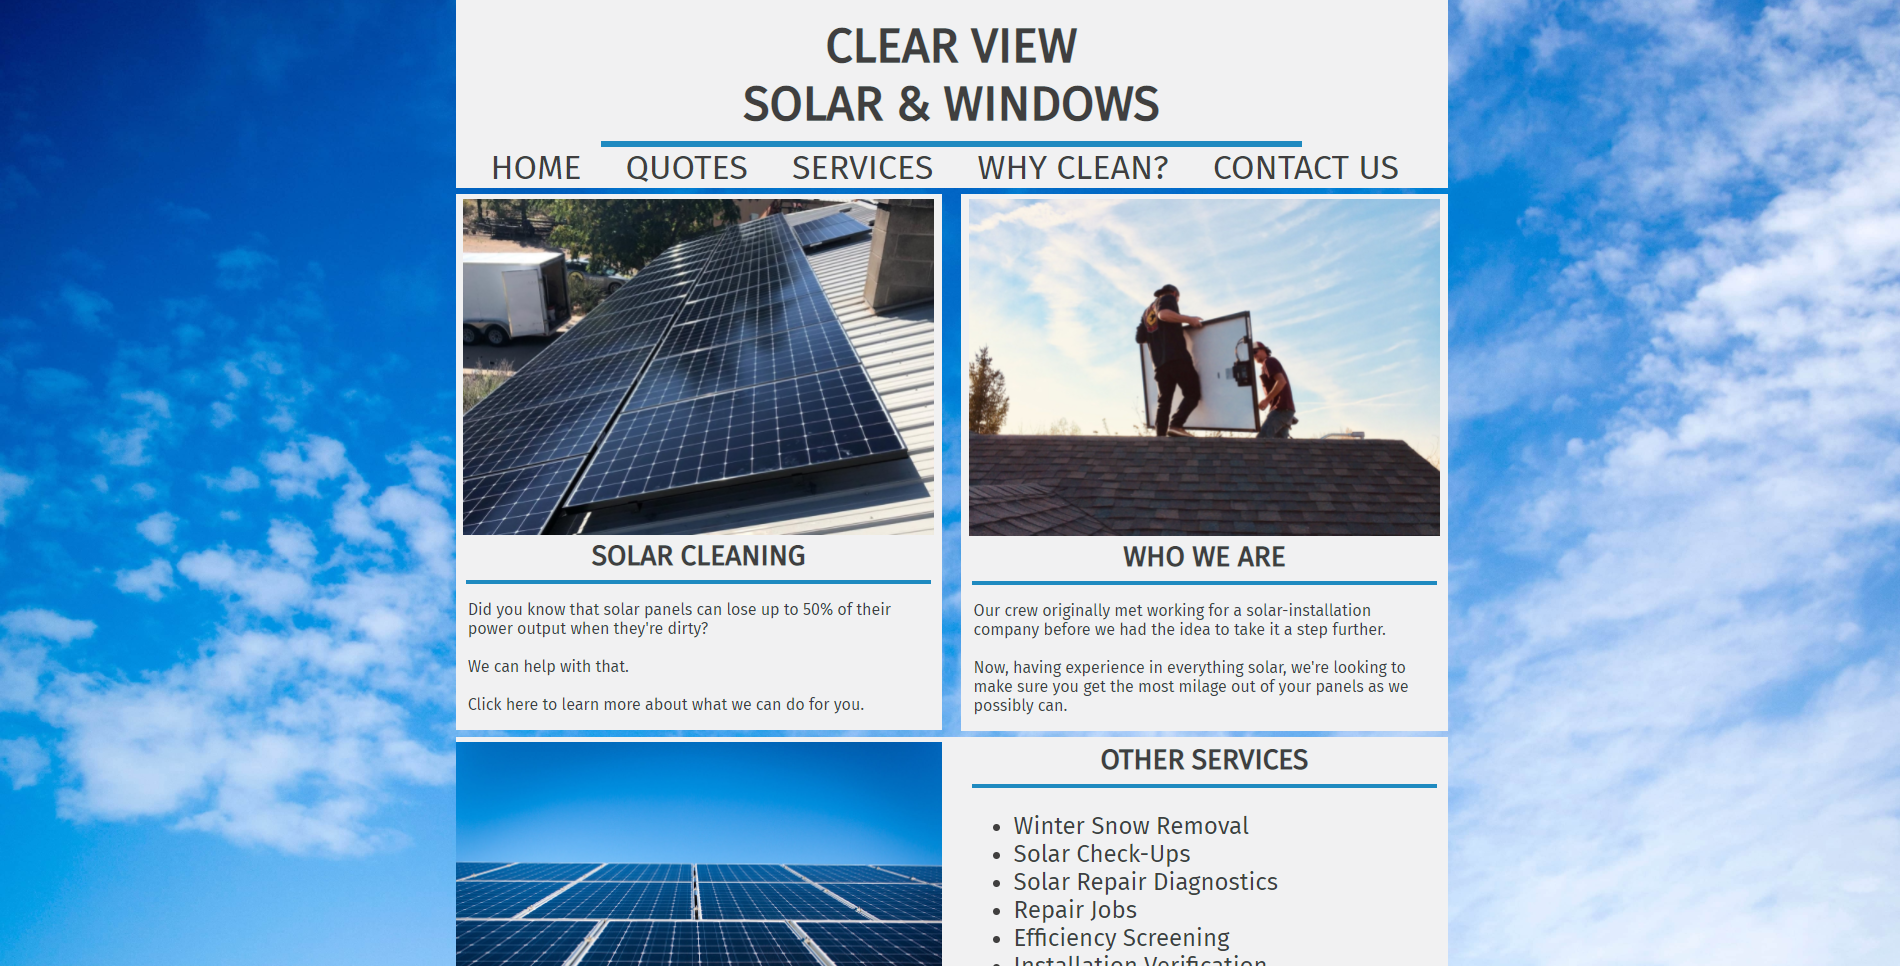 CLEAR VIEW
SOLAR & WINDOWS
HOME QUOTES SERVICES WHY CLEAN? CONTACT US
SOLAR CLEANING
Did you know that solar panels can lose up to 50% of their
power output when they're dirty?
We can help with that.
Click here to learn more about what we can do for you.
WHO WE ARE
Our crew originally met working for a solar-installation
company before we had the idea to take it a step further.
Now, having experience in everything solar, we're looking to
make sure you get the most milage out of your panels as we
possibly can.
OTHER SERVICES
• Winter Snow Removal
• Solar Check-Ups
• Solar Repair Diagnostics
• Repair Jobs
• Efficiency Screening
• Installation Verification